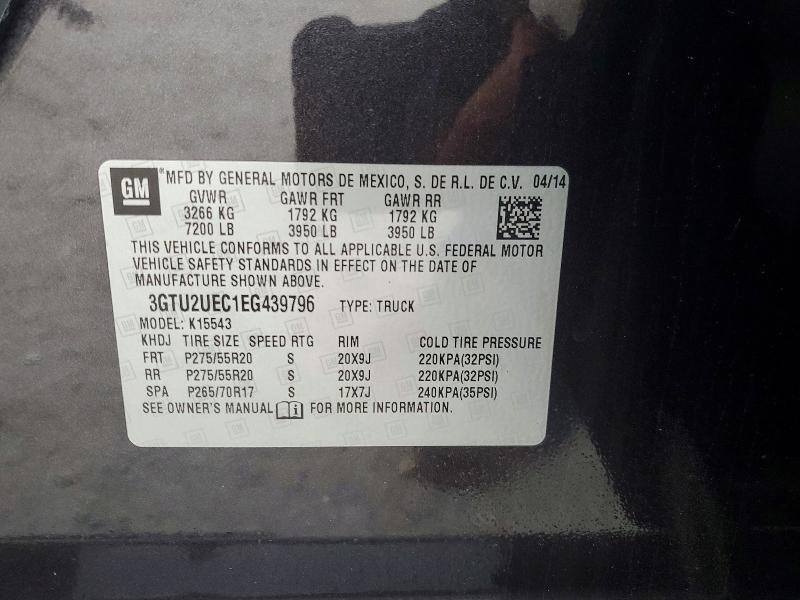 GM ® MFD BY GENERAL MOTORS DE MEXICO, S. DE R.L. DE C.V. 04/14
GVWR GAWR FRT GAWR RR
3266 KG 1792 KG 1792 KG
7200 LB 3950 LB 3950 LB
THIS VEHICLE CONFORMS TO ALL APPLICABLE U.S. FEDERAL MOTOR
VEHICLE SAFETY STANDARDS IN EFFECT ON THE DATE OF
MANUFACTURE SHOWN ABOVE.
3GTU2UEC1EG439796 TYPE: TRUCK
MODEL: K15543
KHDJ TIRE SIZE SPEED RTG RIM COLD TIRE PRESSURE
FRT P275/55R20 S 20X9J 220KPA(32PSI)
RR P275/55R20 S 20X9J 220KPA(32PSI)
SPA P265/70R17 S 17X7J 240KPA(35PSI)
SEE OWNER'S MANUAL FOR MORE INFORMATION.